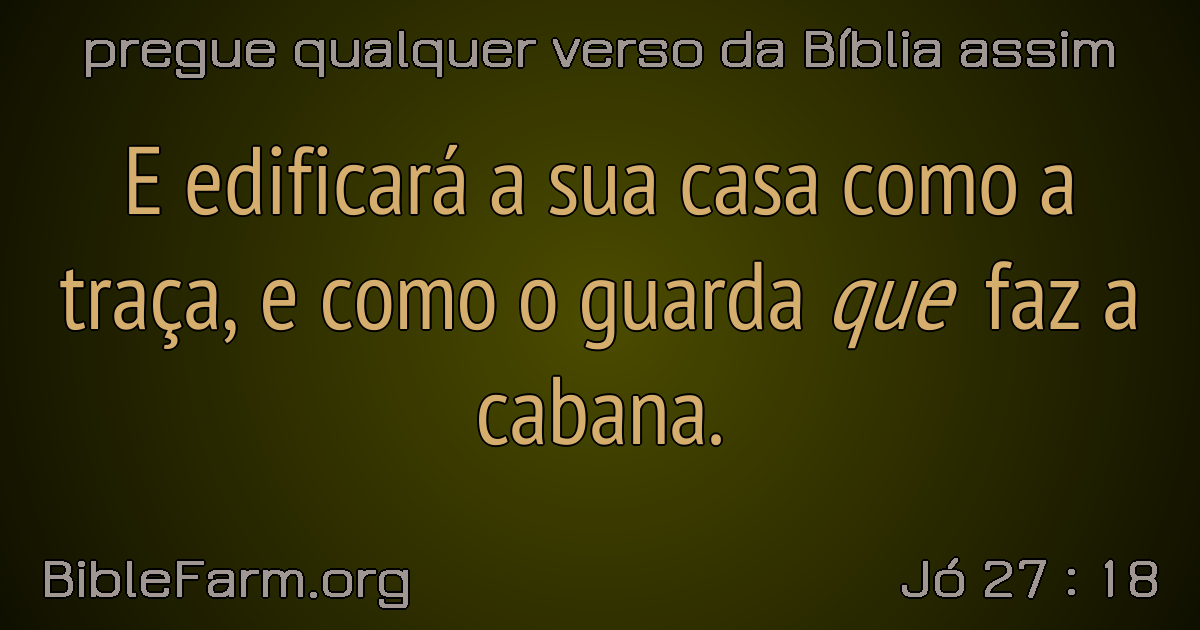 pregue qualquer verso da Bíblia assim
E edificará a sua casa como a
traça, e como o guarda que faz a
cabana.
BibleFarm.org
Jó 27 : 18